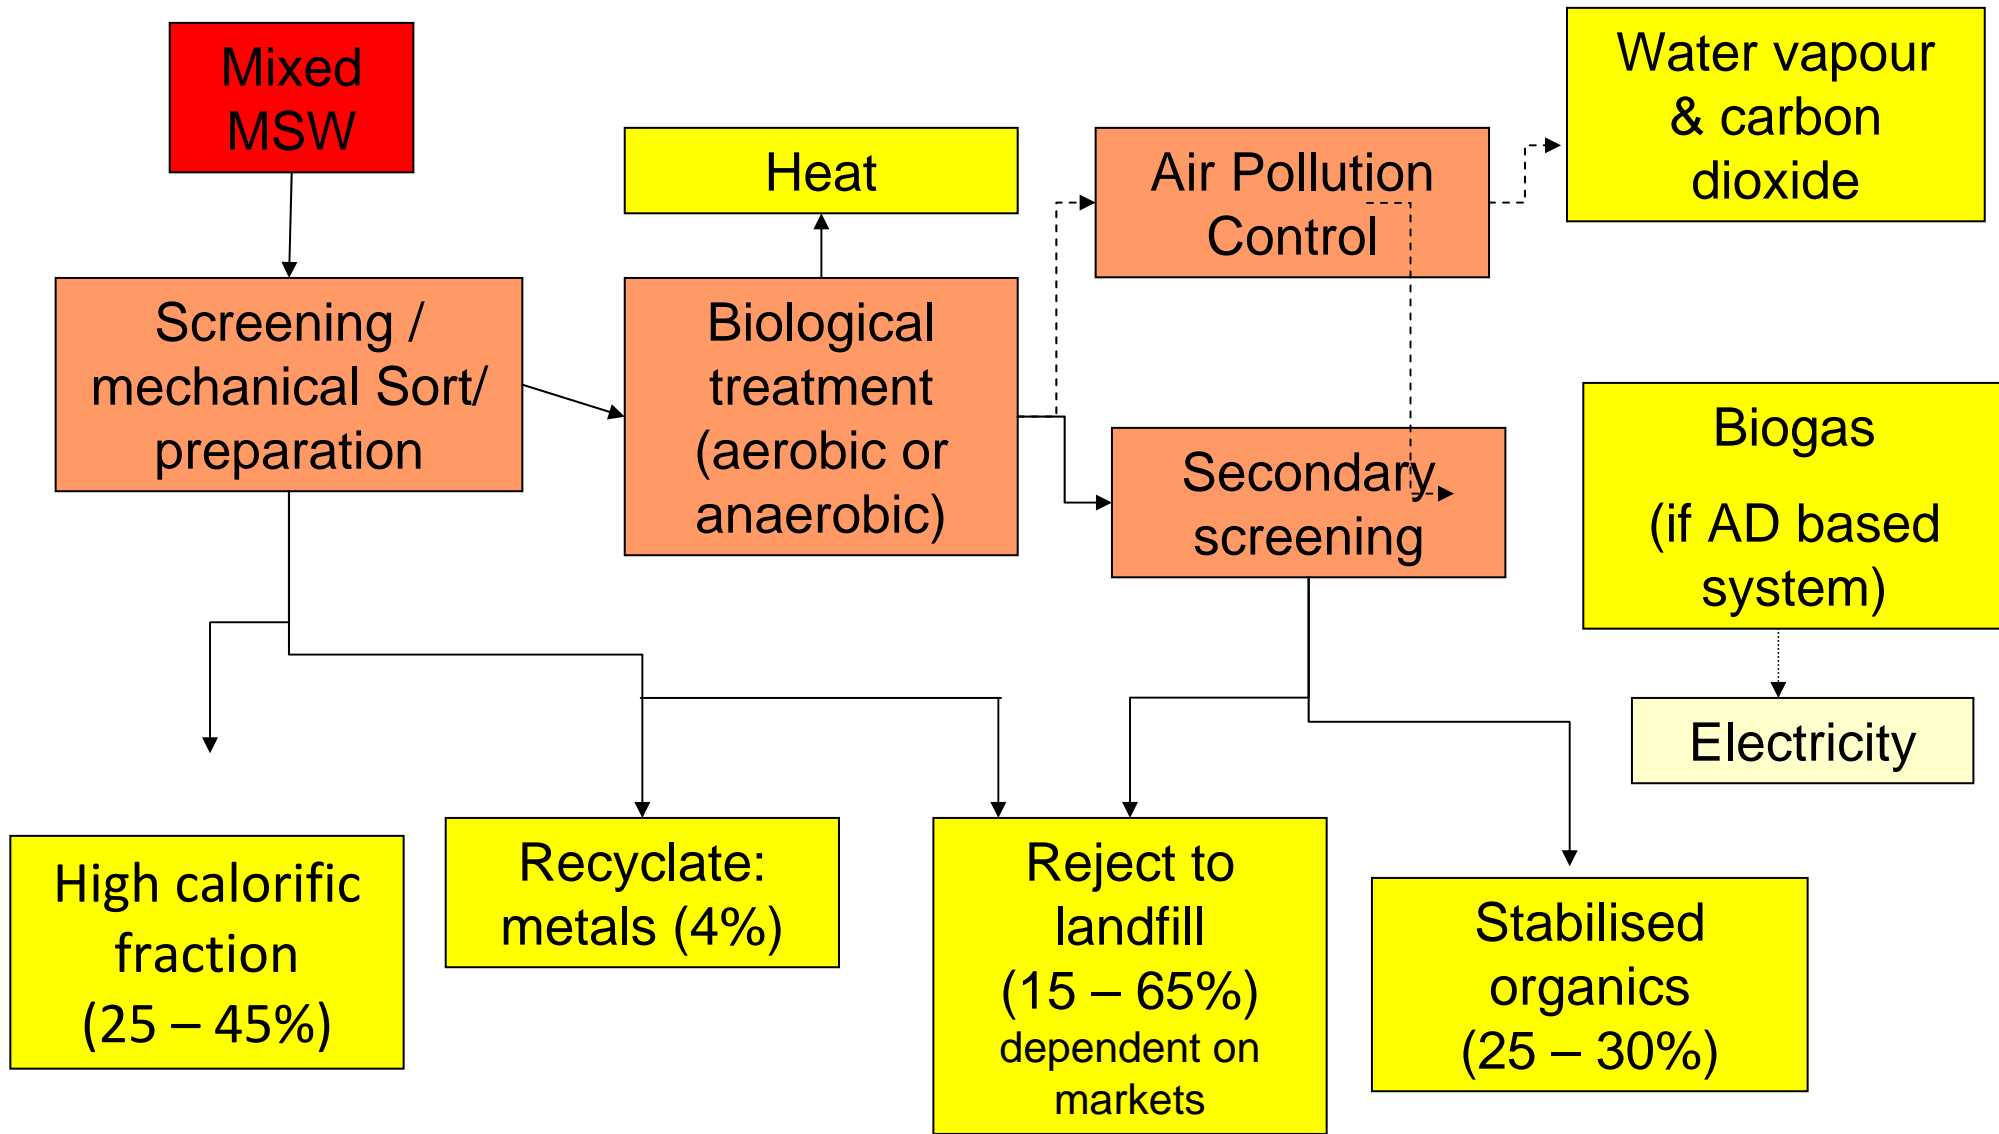 Mixed
MSW
Water vapour
& carbon
dioxide
Heat
Air Pollution
Control
Screening /
mechanical Sort/
preparation
Biological
treatment
(aerobic or
anaerobic)
Secondary
screening
Biogas
(if AD based
system)
Electricity
High calorific
fraction
(25 – 45%)
Recyclate:
metals (4%)
Reject to
landfill
(15 – 65%)
dependent on
markets
Stabilised
organics
(25 – 30%)